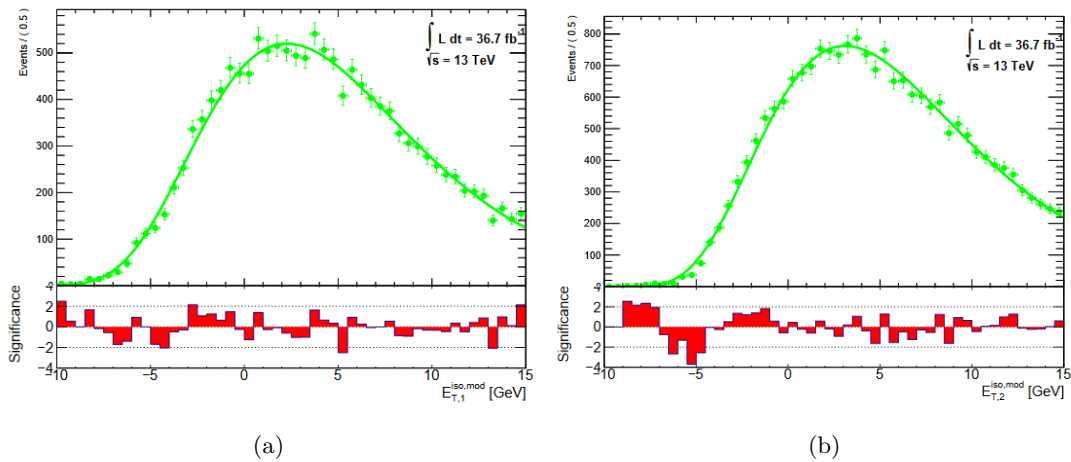 Events / ( 0.5 )
500
400
300
200
100
∫ L dt = 36.7 fb-1
√s = 13 TeV
Significance
2
0
−2
−4
−10 −5 0 5 10 15
E iso,mod T,1 [GeV]
(a)
Events / ( 0.5 )
800
700
600
500
400
300
200
100
∫ L dt = 36.7 fb-1
√s = 13 TeV
Significance
2
0
−2
−4
−10 −5 0 5 10 15
E iso,mod T,2 [GeV]
(b)